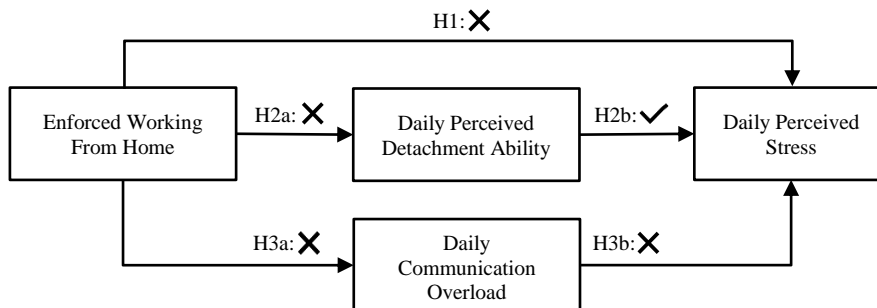 H1: ✗
Enforced Working
From Home
H2a: ✗
Daily Perceived
Detachment Ability
H2b: ✓
Daily Perceived
Stress
H3a: ✗
Daily
Communication
Overload
H3b: ✗